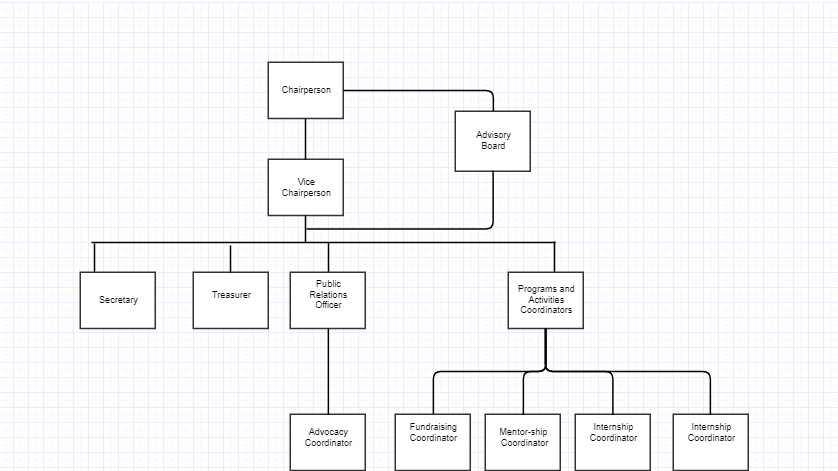 Chairperson
Advisory
Board
Vice
Chairperson
Secretary
Treasurer
Public
Relations
Officer
Programs and
Activities
Coordinators
Advocacy
Coordinator
Fundraising
Coordinator
Mentor-ship
Coordinator
Internship
Coordinator
Internship
Coordinator